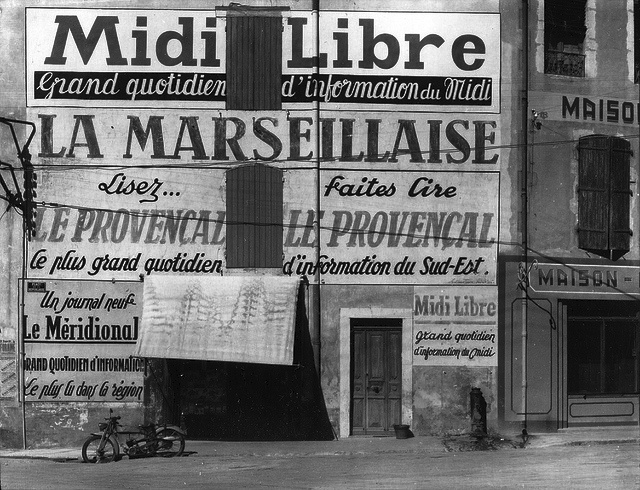 Midi Libre
Grand quotidien d'information du Midi
LA MARSEILLAISE
Lisez... faites lire
LE PROVENÇAL LE PROVENÇAL
le plus grand quotidien d'information du Sud-Est.
Un journal neuf
Le Méridional
GRAND QUOTIDIEN D'INFORMATION
Le plus lu dans la région
Midi Libre
Grand quotidien
d'information du Midi
MAISO
MAISON -